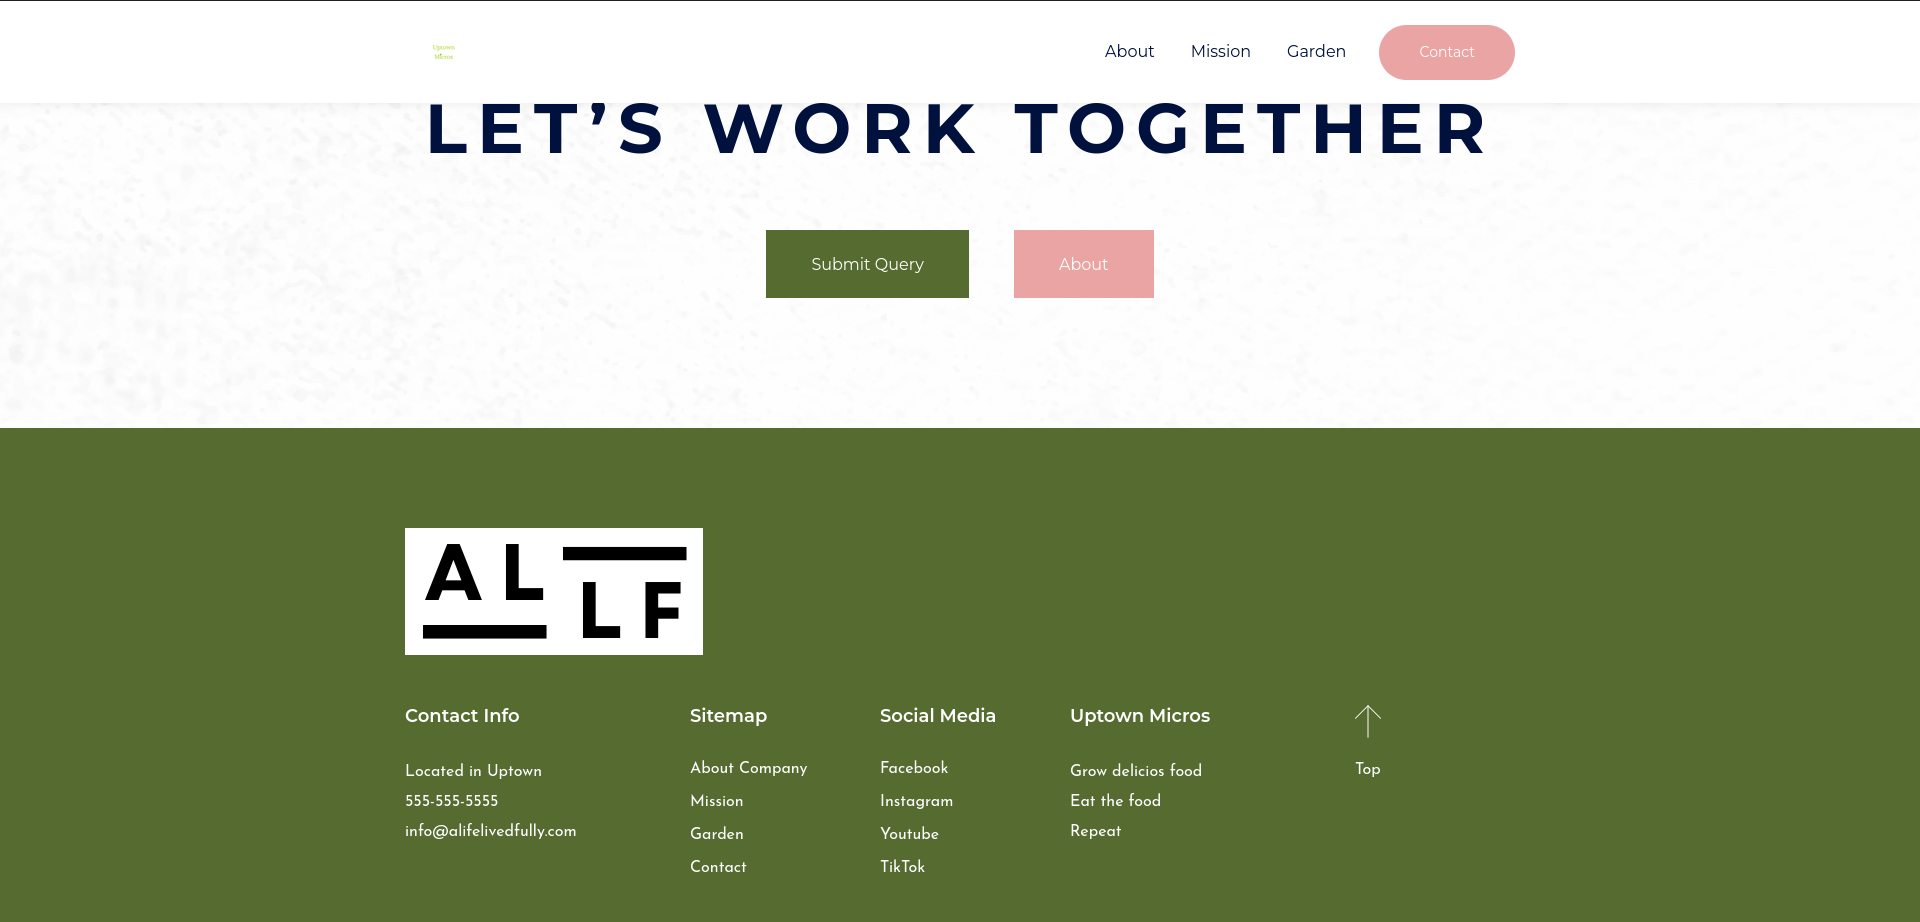 Uptown
Micros
About Mission Garden Contact
LET’S WORK TOGETHER
Submit Query About
AL
LF
Contact Info Sitemap Social Media Uptown Micros
Located in Uptown About Company Facebook Grow delicios food Top
555-555-5555 Mission Instagram Eat the food
info@alifelivedfully.com Garden Youtube Repeat
Contact TikTok